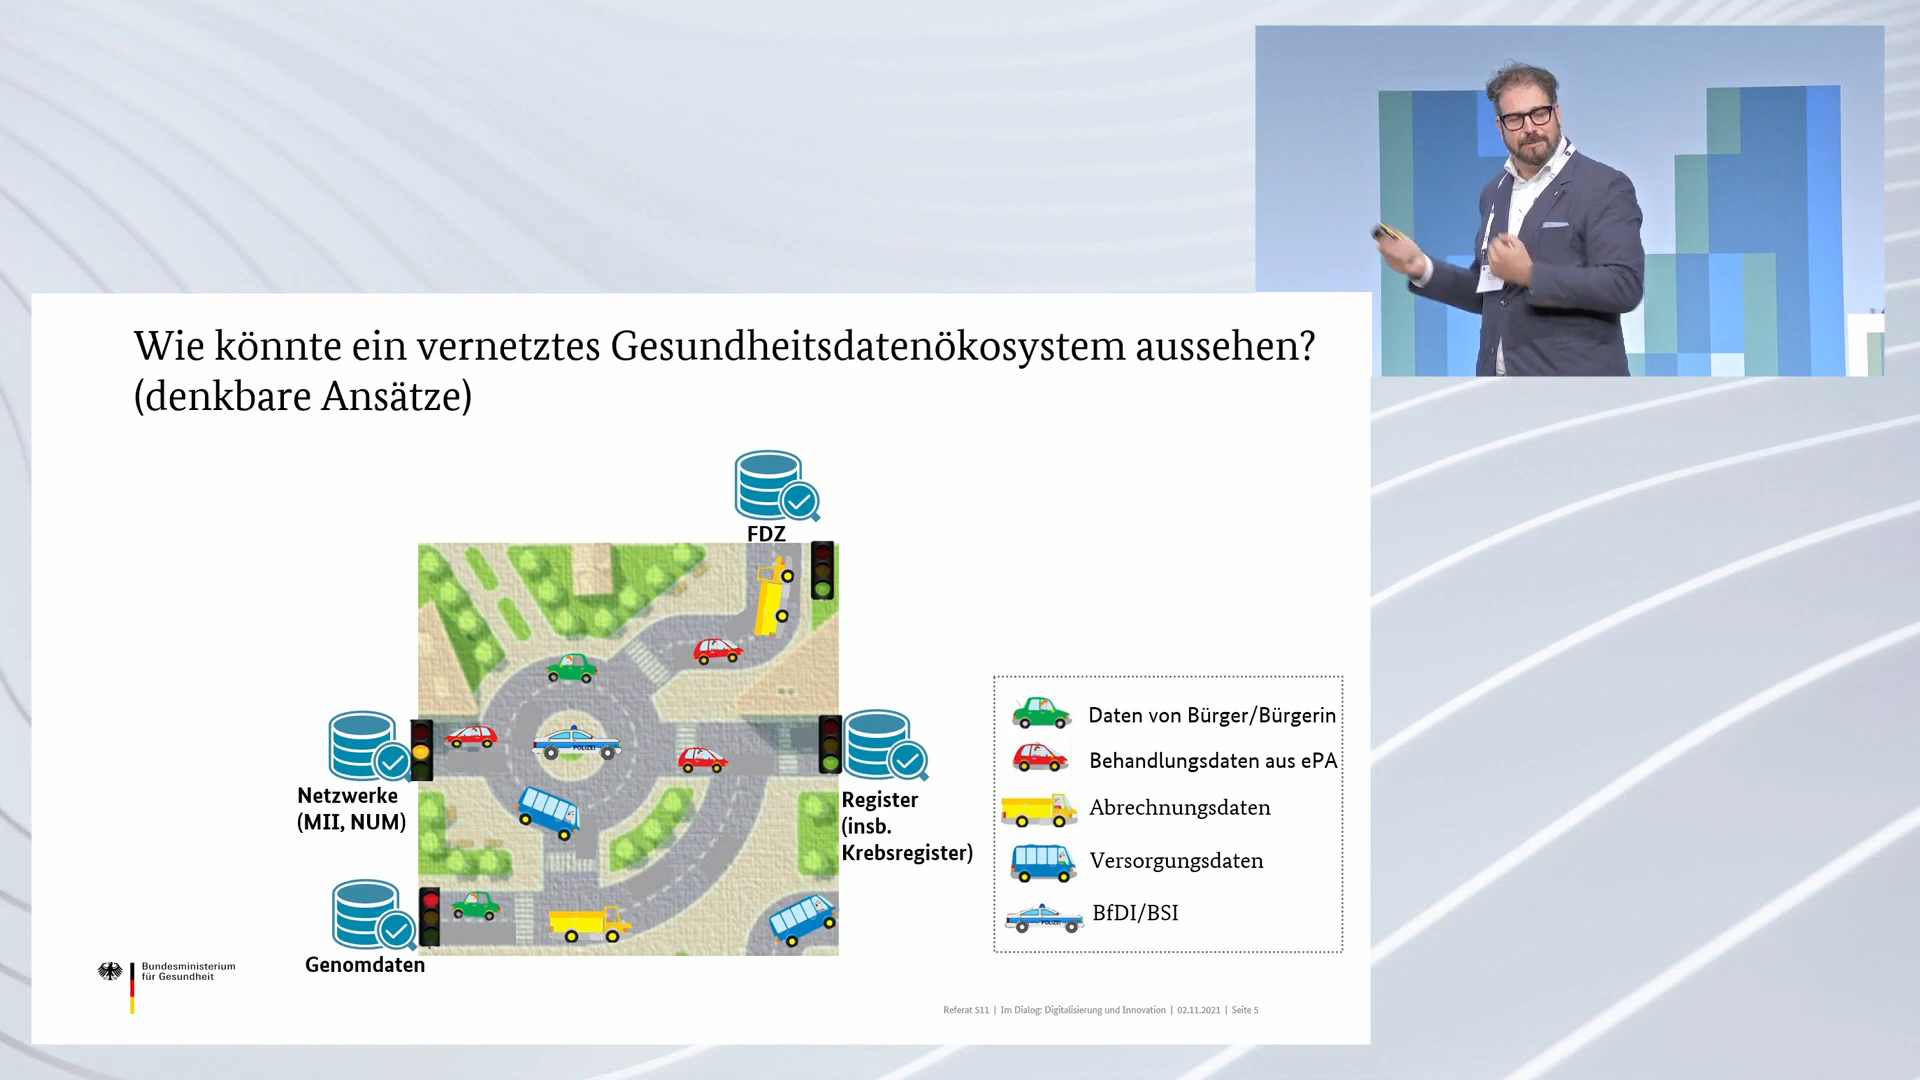 Wie könnte ein vernetztes Gesundheitsdatenökosystem aussehen?
(denkbare Ansätze)
FDZ
Netzwerke
(MII, NUM)
POLIZEI
Register
(insb.
Krebsregister)
Genomdaten
Daten von Bürger/Bürgerin
Behandlungsdaten aus ePA
Abrechnungsdaten
Versorgungsdaten
POLIZEI
BfDI/BSI
Bundesministerium
für Gesundheit
Referat 511 | Im Dialog: Digitalisierung und Innovation | 02.11.2021 | Seite 5